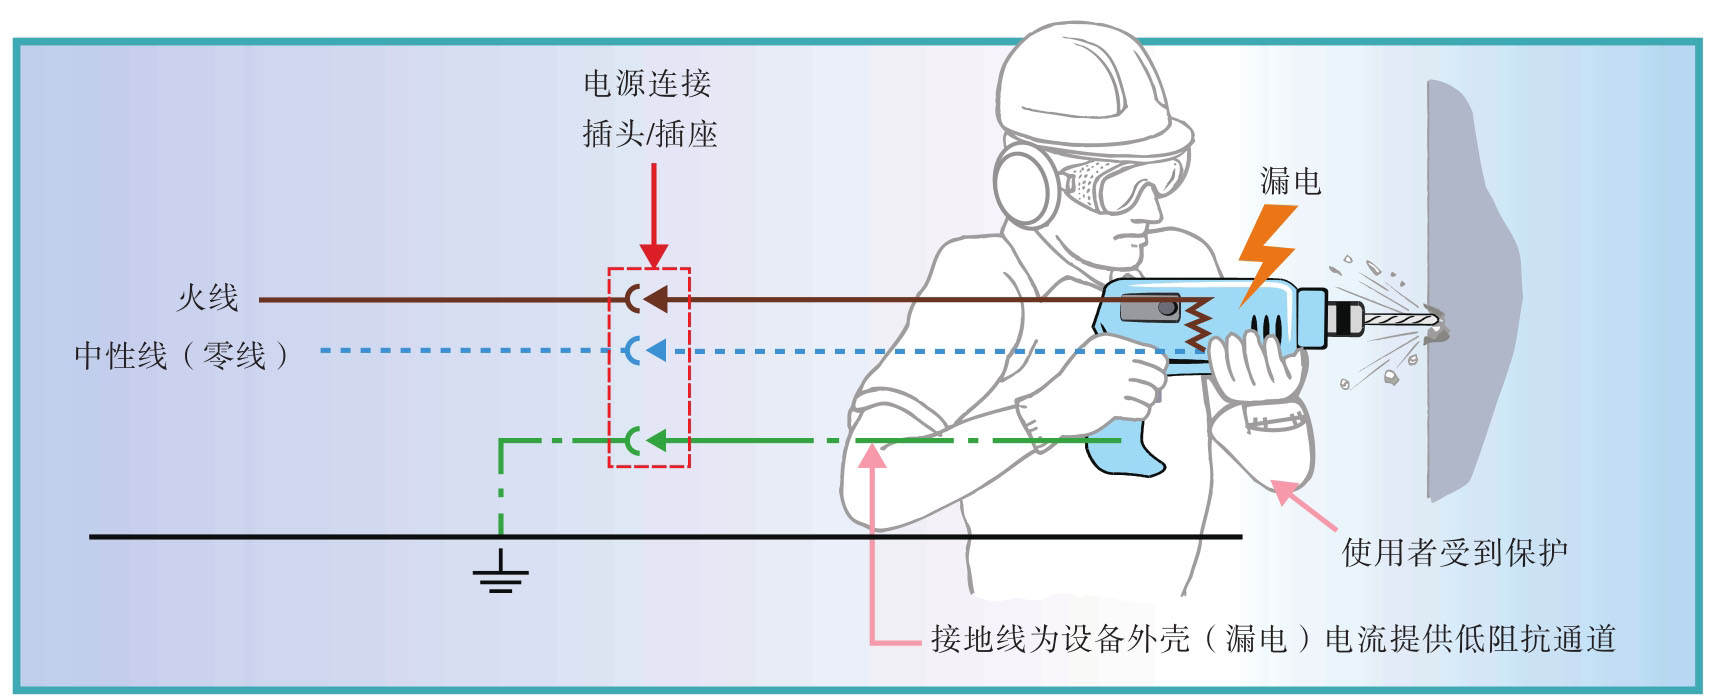 电源连接
插头/插座
漏电
火线
中性线（零线）
使用者受到保护
接地线为设备外壳（漏电）电流提供低阻抗通道